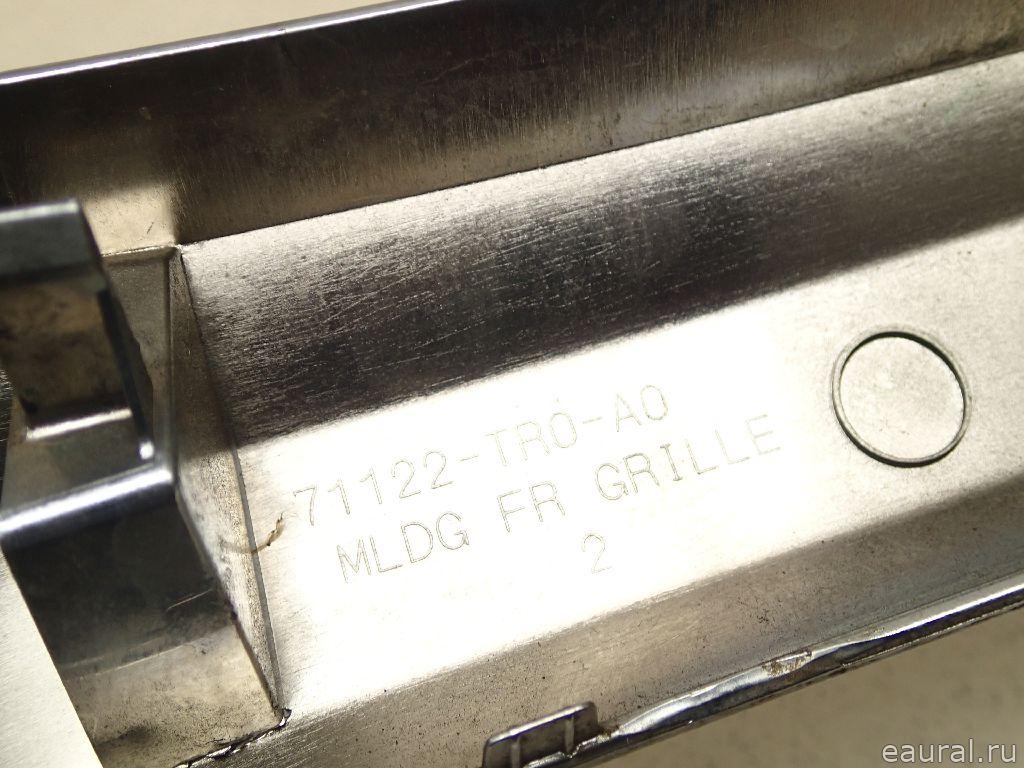 71122-TR0-A0
MLDG FR GRILLE
2
eaural.ru